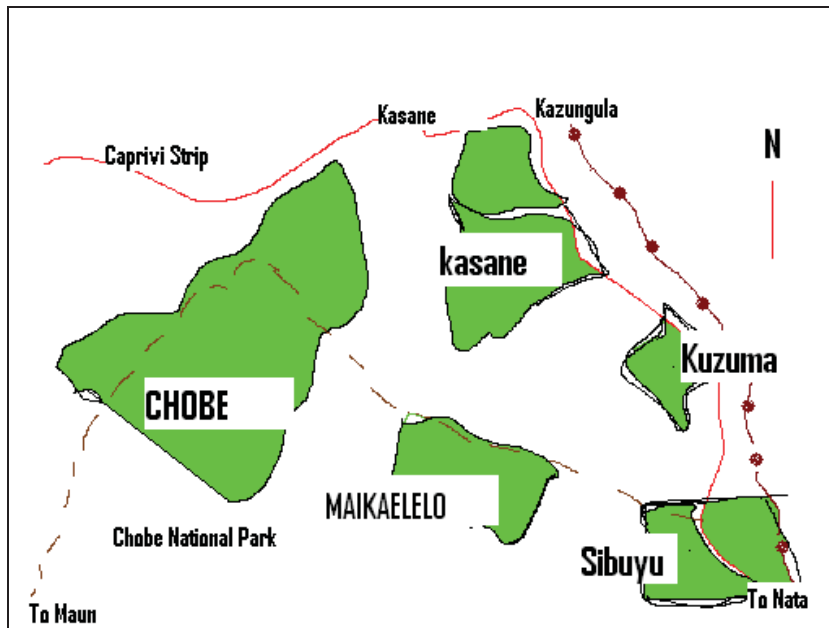 Kasane
Kazungula
Caprivi Strip
N
kasane
Kuzuma
CHOBE
MAIKAELELO
Chobe National Park
Sibuyu
To Maun
To Nata